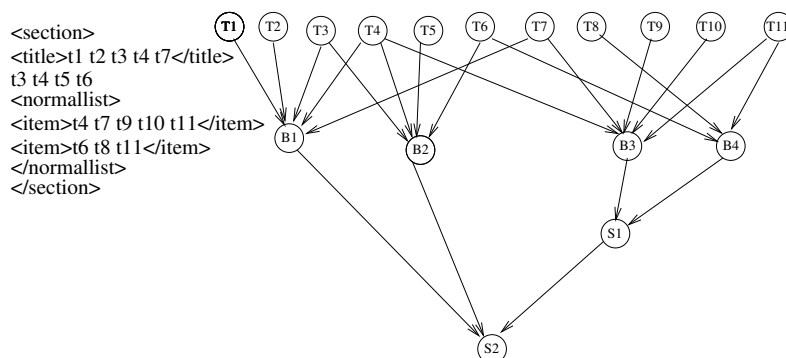 <section>
<title>t1 t2 t3 t4 t7</title>
t3 t4 t5 t6
<normallist>
<item>t4 t7 t9 t10 t11</item>
<item>t6 t8 t11</item>
</normallist>
</section>
T1 T2 T3 T4 T5 T6 T7 T8 T9 T10 T11
B1 B2 B3 B4
S1
S2